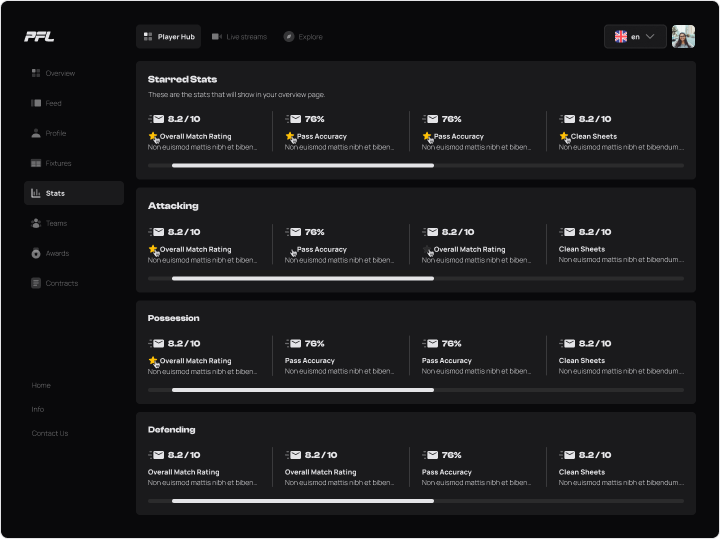 PFL
Player Hub
Live streams
Explore
en
Overview
Feed
Profile
Fixtures
Stats
Teams
Awards
Contracts
Home
Info
Contact Us
Starred Stats
These are the stats that will show in your overview page.
8.2 / 10
Overall Match Rating
Non euismod mattis nibh et biben...
76%
Pass Accuracy
Non euismod mattis nibh et biben...
76%
Pass Accuracy
Non euismod mattis nibh et biben...
8.2 / 10
Clean Sheets
Non euismod mattis nibh et bibendum...
Attacking
8.2 / 10
Overall Match Rating
Non euismod mattis nibh et biben...
76%
Pass Accuracy
Non euismod mattis nibh et biben...
8.2 / 10
Overall Match Rating
Non euismod mattis nibh et biben...
8.2 / 10
Clean Sheets
Non euismod mattis nibh et bibendum...
Possession
8.2 / 10
Overall Match Rating
Non euismod mattis nibh et biben...
76%
Pass Accuracy
Non euismod mattis nibh et biben...
76%
Pass Accuracy
Non euismod mattis nibh et biben...
8.2 / 10
Clean Sheets
Non euismod mattis nibh et bibendum...
Defending
8.2 / 10
Overall Match Rating
Non euismod mattis nibh et biben...
8.2 / 10
Overall Match Rating
Non euismod mattis nibh et biben...
76%
Pass Accuracy
Non euismod mattis nibh et biben...
8.2 / 10
Clean Sheets
Non euismod mattis nibh et bibendum...